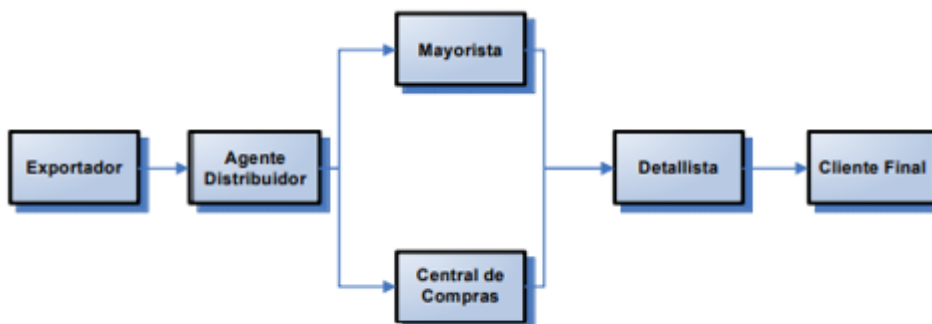 Exportador
Agente
Distribuidor
Mayorista
Central de
Compras
Detallista
Cliente Final